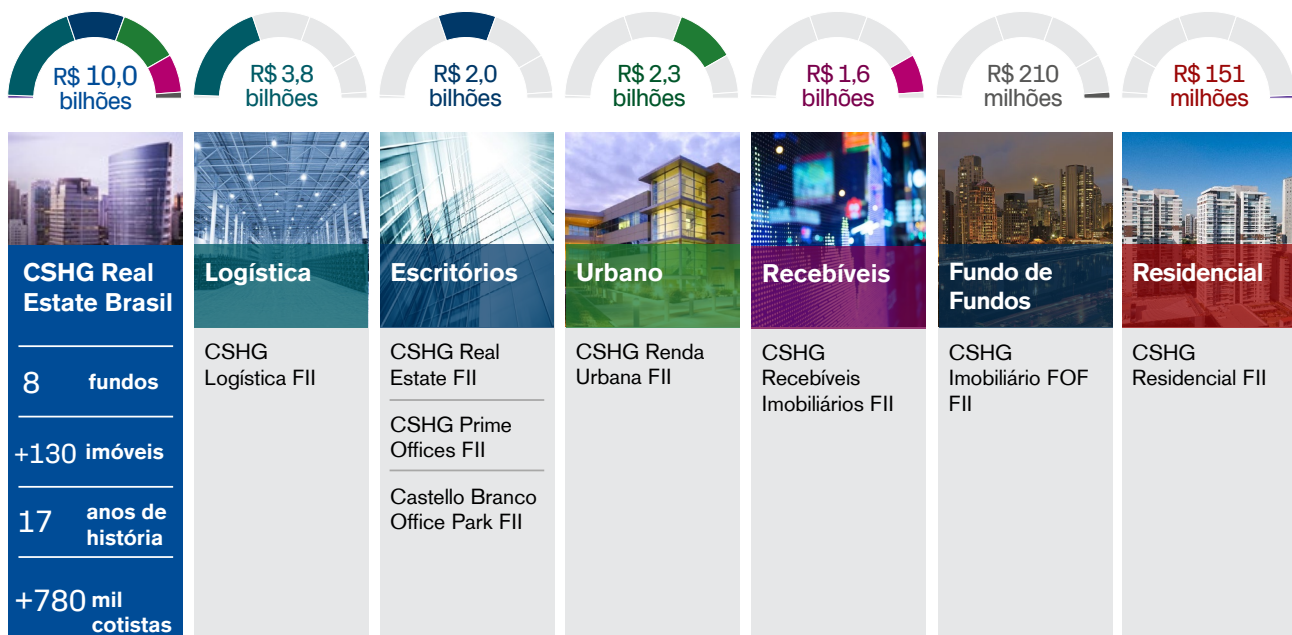 R$ 10,0
bilhões
R$ 3,8
bilhões
R$ 2,0
bilhões
R$ 2,3
bilhões
R$ 1,6
bilhões
R$ 210
milhões
R$ 151
milhões
CSHG Real
Estate Brasil
8 fundos
+130 imóveis
17 anos de
história
+780 mil
cotistas
Logística
CSHG
Logística FII
Escritórios
CSHG Real
Estate FII
CSHG Prime
Offices FII
Castello Branco
Office Park FII
Urbano
CSHG Renda
Urbana FII
Recebíveis
CSHG
Recebíveis
Imobiliários FII
Fundo de
Fundos
CSHG
Imobiliário FOF
FII
Residencial
CSHG
Residencial FII